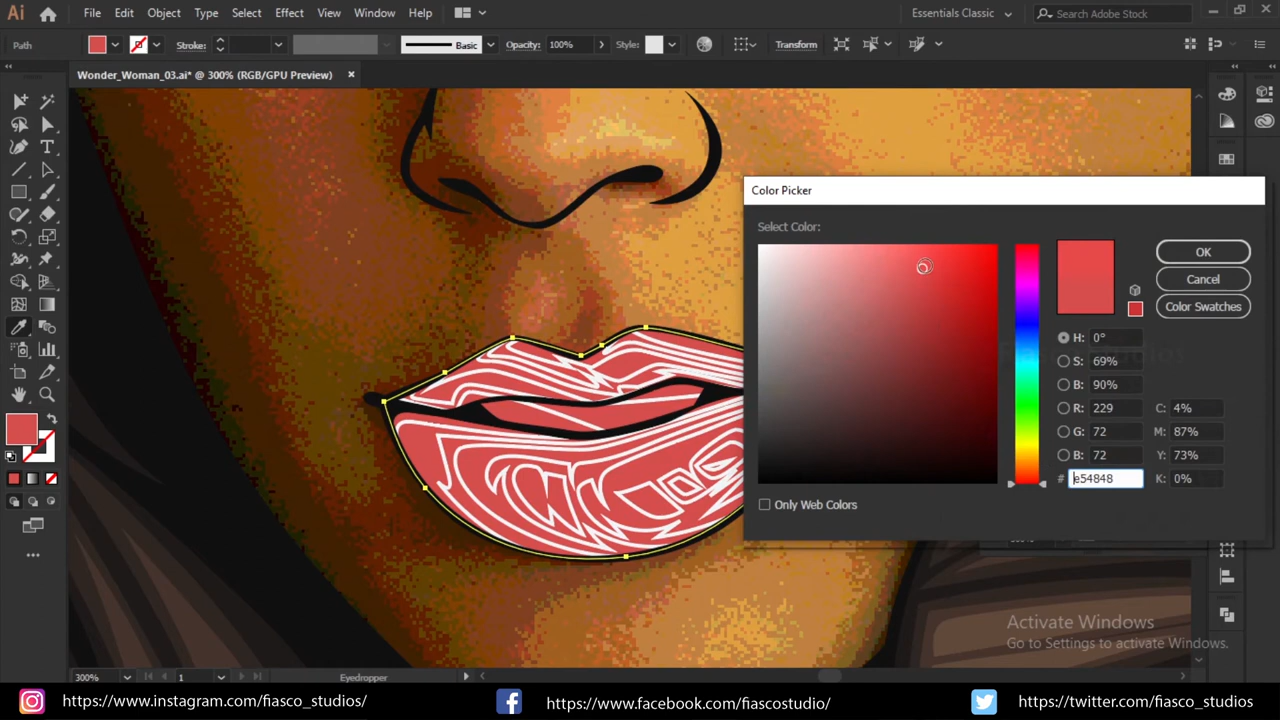 Ai File Edit Object Type Select Effect View Window Help Essentials Classic Search Adobe Stock
Path Stroke: Basic Opacity: 100% Style: Transform
Wonder_Woman_03.ai* @ 300% (RGB/GPU Preview)
Color Picker
Select Color:
OK
Cancel
Color Swatches
H: 0°
S: 69%
B: 90%
R: 229 C: 4%
G: 72 M: 87%
B: 72 Y: 73%
# e54848 K: 0%
Only Web Colors
Activate Windows
Go to Settings to activate Windows.
300% 1 Eyedropper
https://www.instagram.com/fiasco_studios/ https://www.facebook.com/fiascostudio/ https://twitter.com/fiasco_studios